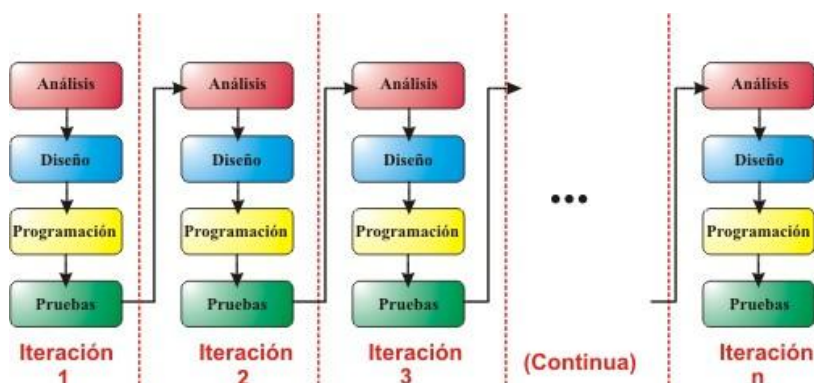 Análisis
Diseño
Programación
Pruebas
Iteración
1
Análisis
Diseño
Programación
Pruebas
Iteración
2
Análisis
Diseño
Programación
Pruebas
Iteración
3
...
(Continua)
Análisis
Diseño
Programación
Pruebas
Iteración
n